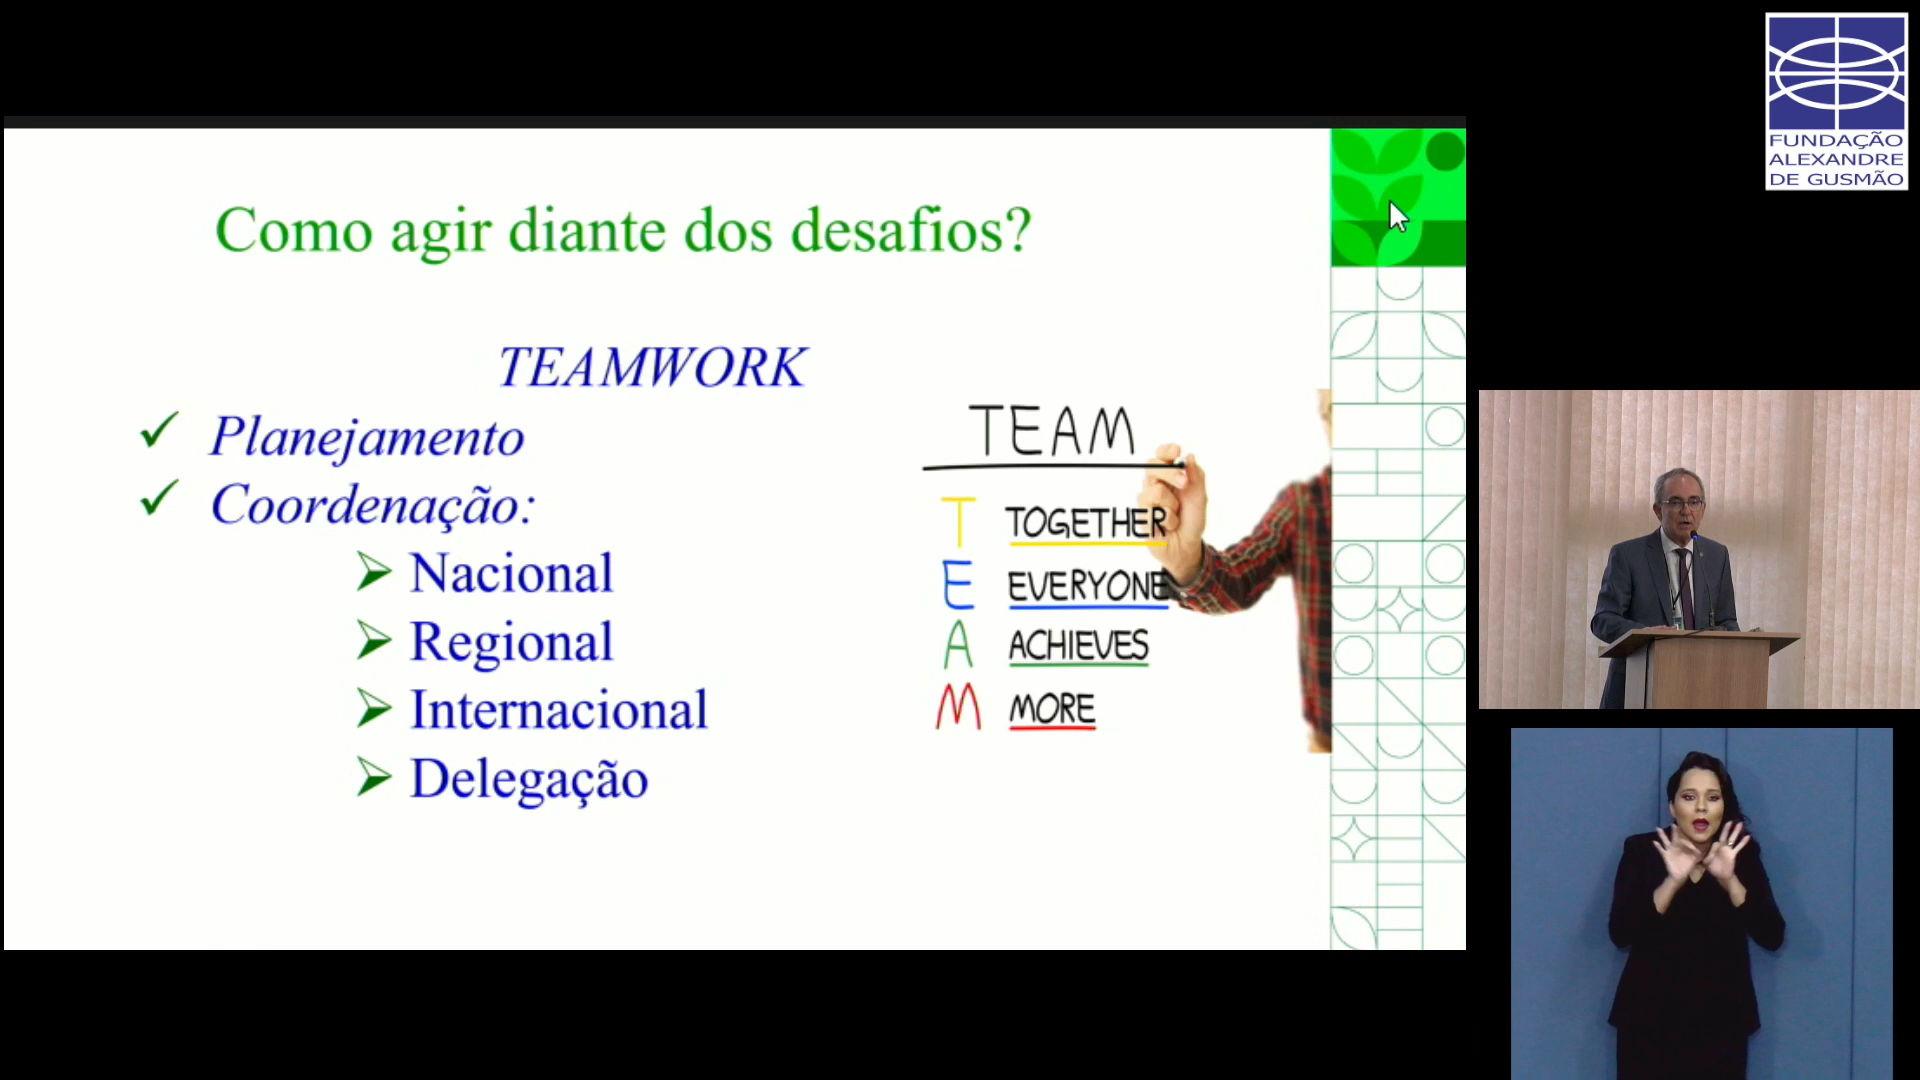 Como agir diante dos desafios?
TEAMWORK
Planejamento
Coordenação:
Nacional
Regional
Internacional
Delegação
TEAM
T TOGETHER
E EVERYONE
A ACHIEVES
M MORE
FUNDAÇÃO
ALEXANDRE
DE GUSMÃO